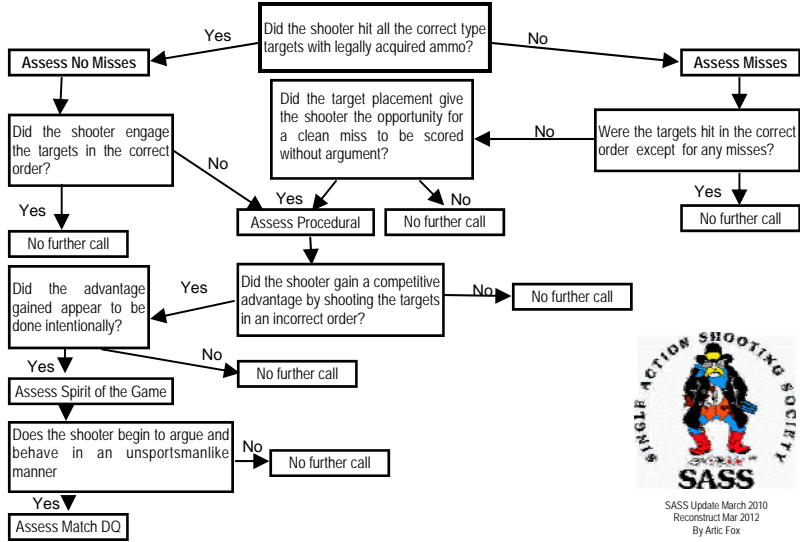 Did the shooter hit all the correct type
targets with legally acquired ammo?
Yes
No
Assess No Misses
Assess Misses
Did the target placement give
the shooter the opportunity for
a clean miss to be scored
without argument?
Did the shooter engage
the targets in the correct
order?
No
No
Were the targets hit in the correct
order except for any misses?
Yes
Yes
No
Yes
Assess Procedural
No further call
No further call
No further call
Did the advantage
gained appear to be
done intentionally?
Yes
Did the shooter gain a competitive
advantage by shooting the targets
in an incorrect order?
No
No further call
Yes
No
No further call
Assess Spirit of the Game
Does the shooter begin to argue and
behave in an unsportsmanlike
manner
No
No further call
Yes
Assess Match DQ
SINGLE ACTION SHOOTING SOCIETY
SASS
SASS Update March 2010
Reconstruct Mar 2012
By Artic Fox